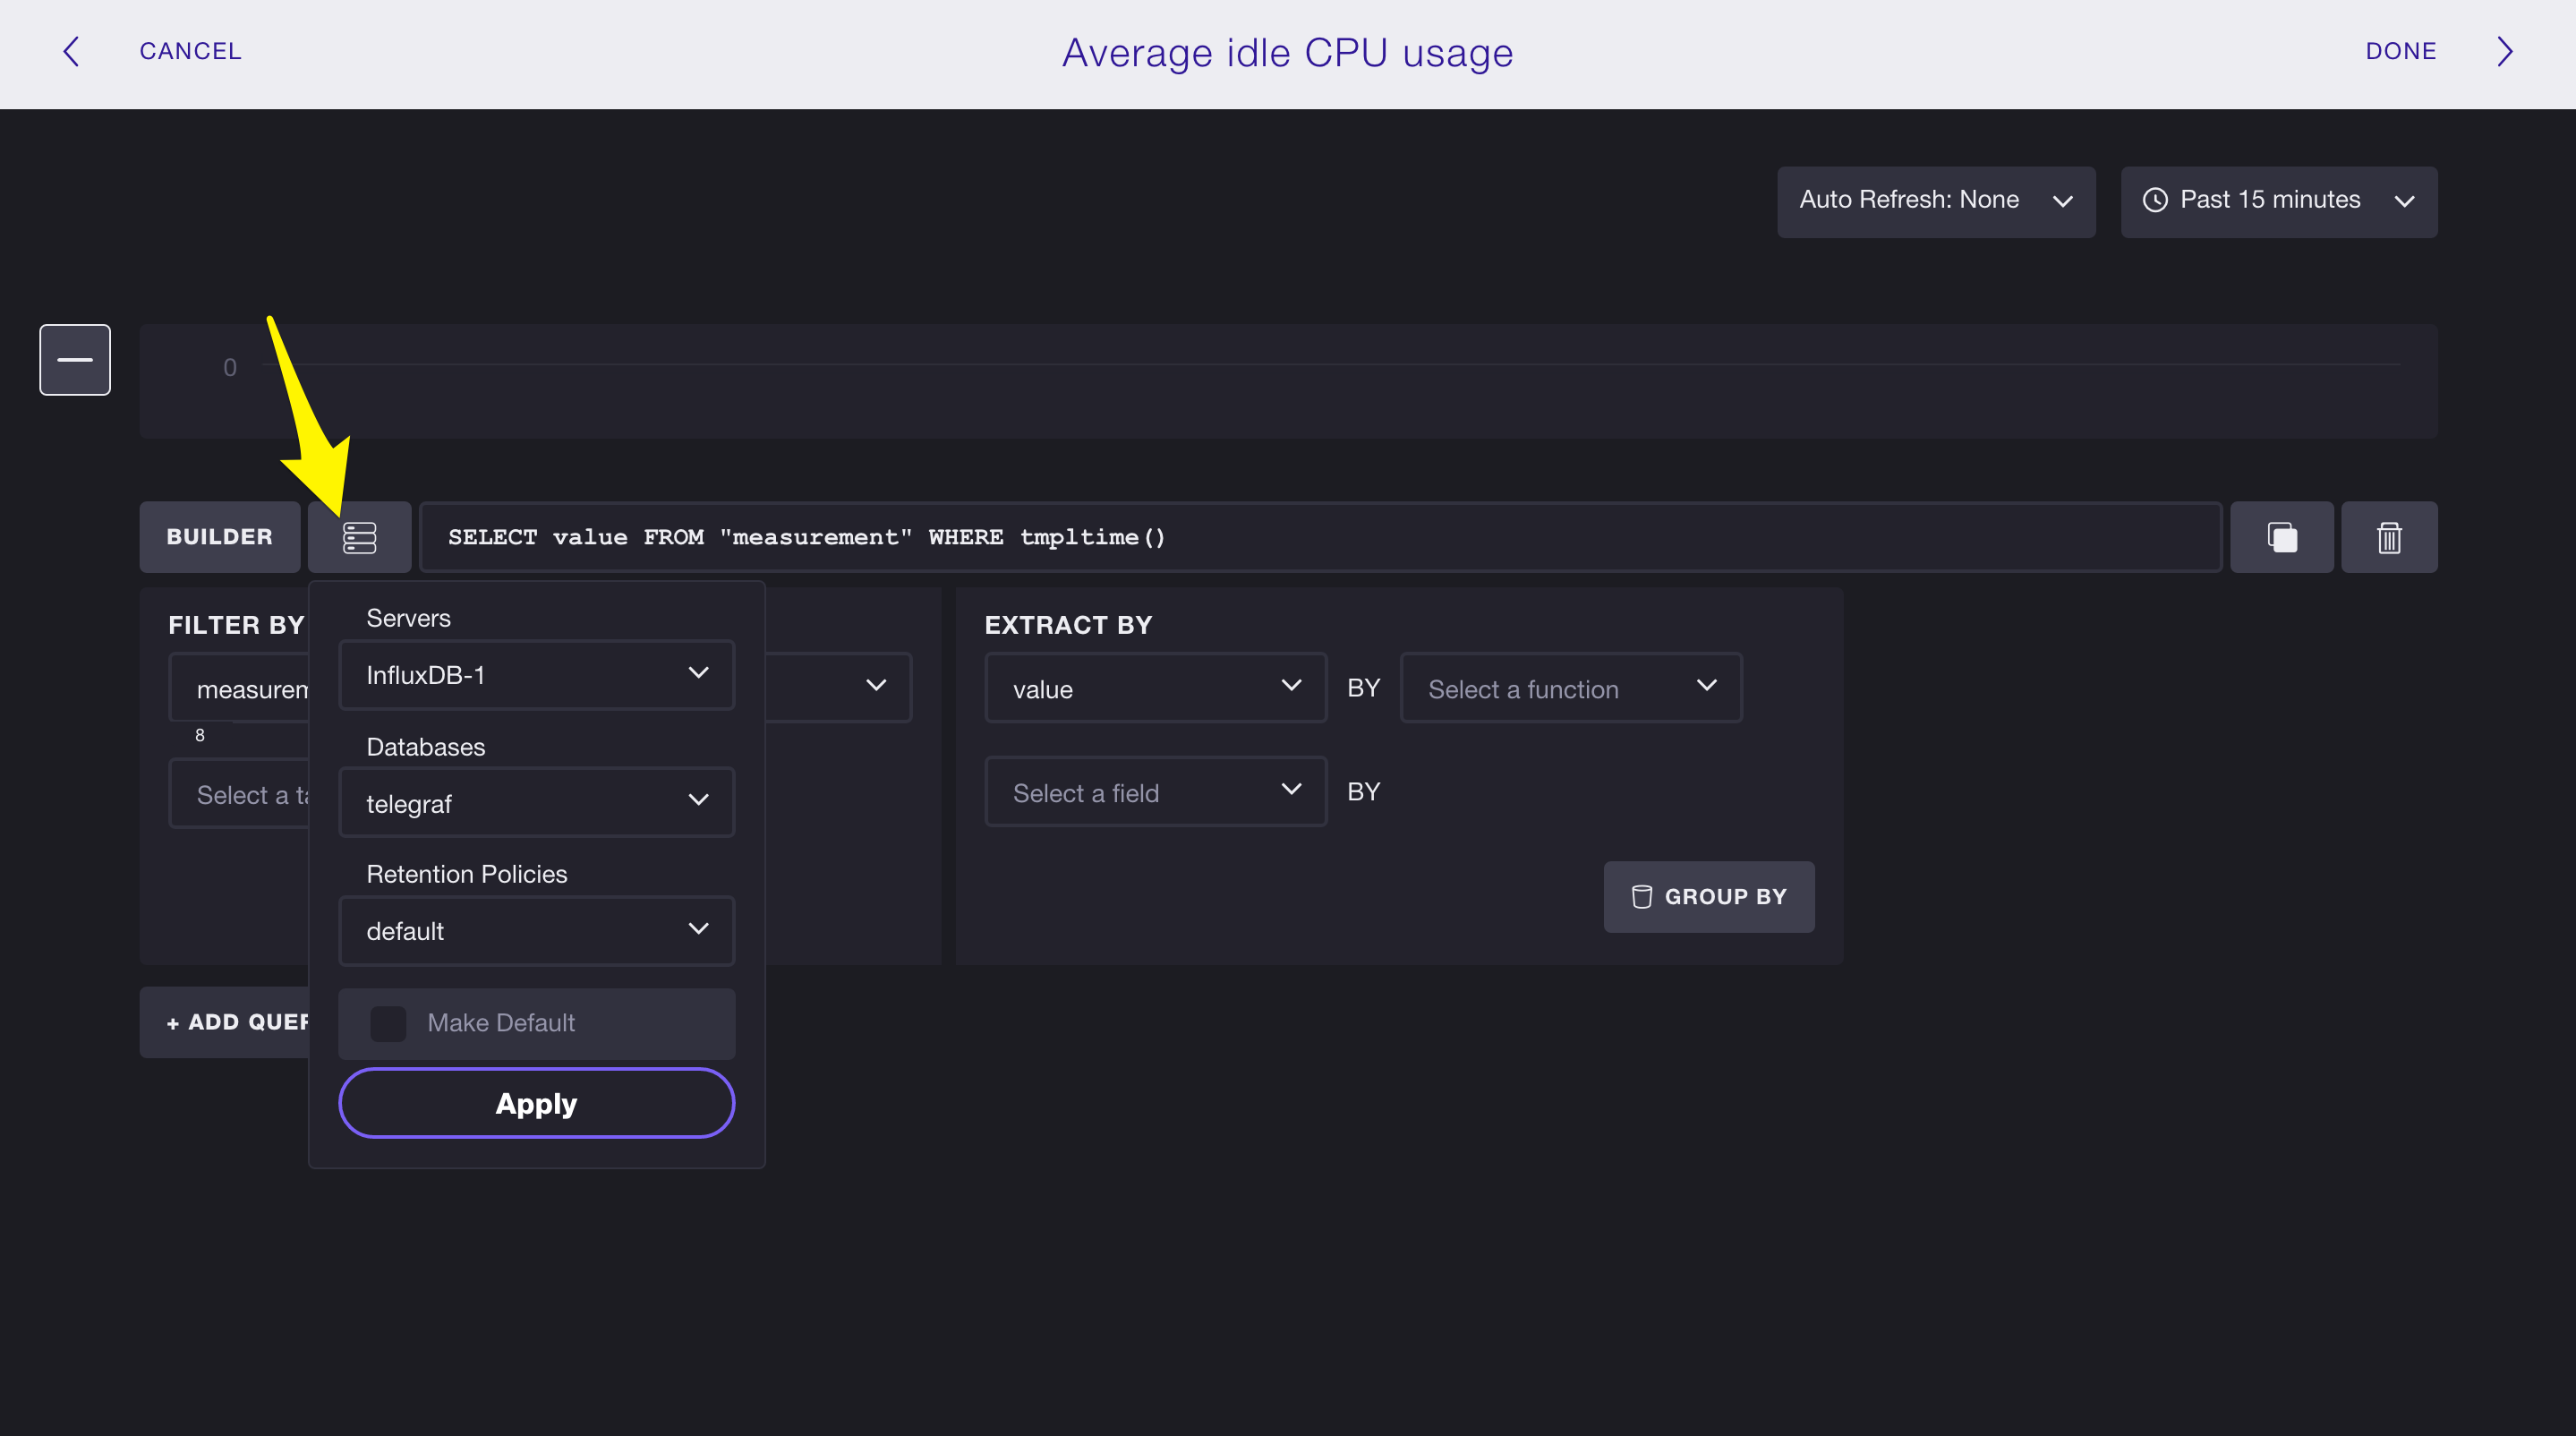 CANCEL
Average idle CPU usage
DONE
Auto Refresh: None
Past 15 minutes
0
BUILDER
SELECT value FROM "measurement" WHERE tmpltime()
FILTER BY
measurem
8
Select a ta
Servers
InfluxDB-1
Databases
telegraf
Retention Policies
default
Make Default
Apply
EXTRACT BY
value BY Select a function
Select a field BY
GROUP BY
+ ADD QUER